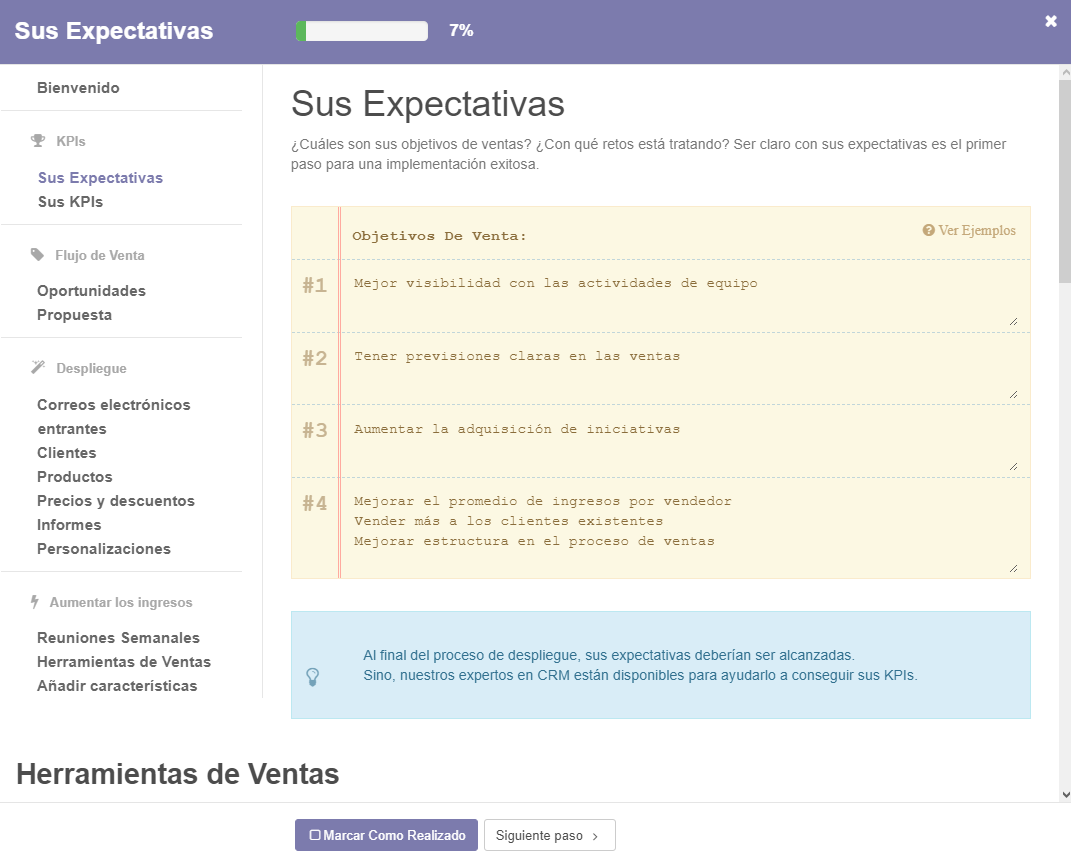 Sus Expectativas
7%
Bienvenido
KPIs
Sus Expectativas
Sus KPIs
Flujo de Venta
Oportunidades
Propuesta
Despliegue
Correos electrónicos
entrantes
Clientes
Productos
Precios y descuentos
Informes
Personalizaciones
Aumentar los ingresos
Reuniones Semanales
Herramientas de Ventas
Añadir características
Sus Expectativas
¿Cuáles son sus objetivos de ventas? ¿Con qué retos está tratando? Ser claro con sus expectativas es el primer
paso para una implementación exitosa.
Objetivos De Venta:
Ver Ejemplos
#1 Mejor visibilidad con las actividades de equipo
#2 Tener previsiones claras en las ventas
#3 Aumentar la adquisición de iniciativas
#4 Mejorar el promedio de ingresos por vendedor
Vender más a los clientes existentes
Mejorar estructura en el proceso de ventas
Al final del proceso de despliegue, sus expectativas deberían ser alcanzadas.
Sino, nuestros expertos en CRM están disponibles para ayudarlo a conseguir sus KPIs.
Herramientas de Ventas
Marcar Como Realizado
Siguiente paso